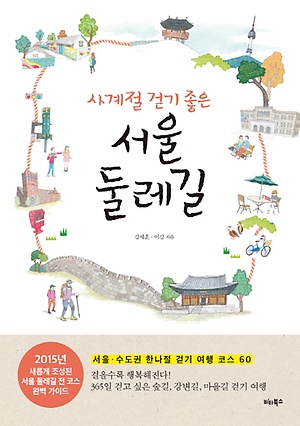 사계절 걷기 좋은
서울
둘레길
강세훈·이강 지음
2015년
새롭게 조성된
서울 둘레길 전 코스
완벽 가이드
서울·수도권 한나절 걷기 여행 코스 60
걸을수록 행복해진다!
365일 걷고 싶은 숲길, 강변길, 마을길 걷기 여행
비타북스